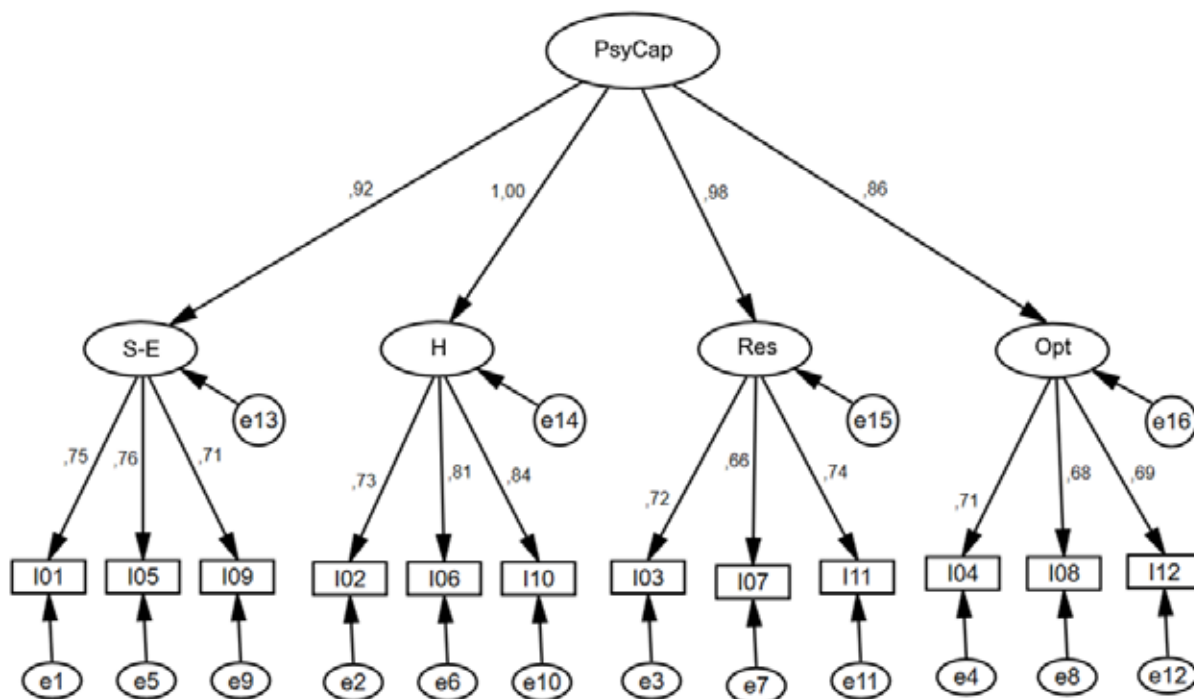 PsyCap
,92
1,00
,98
,86
S-E
H
Res
Opt
e13
e14
e15
e16
,75
,76
,71
,73
,81
,84
,72
,66
,74
,71
,68
,69
I01
I05
I09
I02
I06
I10
I03
I07
I11
I04
I08
I12
e1
e5
e9
e2
e6
e10
e3
e7
e11
e4
e8
e12